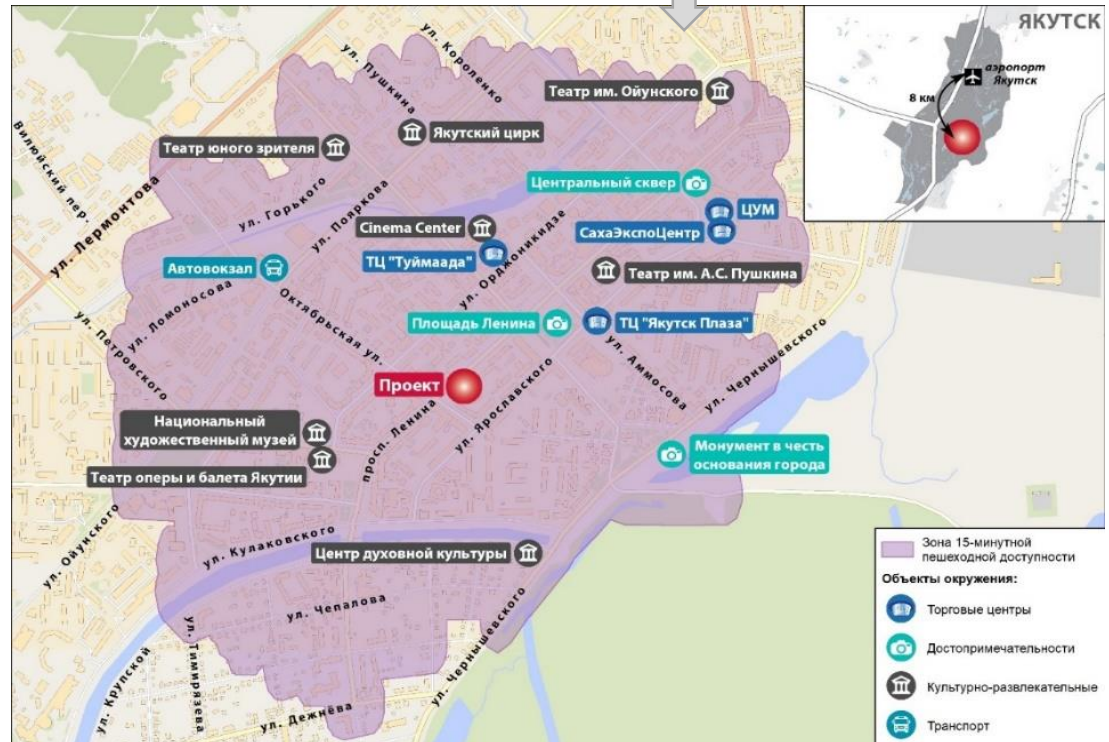 ЯКУТСК
аэропорт
Якутск
8 км
ул. Короленко
ул. Пушкина
Театр им. Ойунского
Якутский цирк
Театр юного зрителя
Вилюйский пер.
ул. Лермонтова
ул. Горького
ул. Пояркова
Центральный сквер
ЦУМ
СахаЭкспоЦентр
Cinema Center
ТЦ "Туймаада"
ул. Орджоникидзе
Театр им. А.С. Пушкина
Автовокзал
ул. Ломоносова
Октябрьская ул.
ул. Петровского
Площадь Ленина
ТЦ "Якутск Плаза"
ул. Аммосова
ул. Чернышевского
Проект
просп. Ленина
ул. Ярославского
Национальный
художественный музей
Театр оперы и балета Якутии
Монумент в честь
основания города
ул. Ойунского
ул. Кулаковского
Центр духовной культуры
ул. Чепалова
ул. Чернышевского
ул. Крупской
ул. Тимирязева
ул. Дежнёва
Зона 15-минутной
пешеходной доступности
Объекты окружения:
Торговые центры
Достопримечательности
Культурно-развлекательные
Транспорт